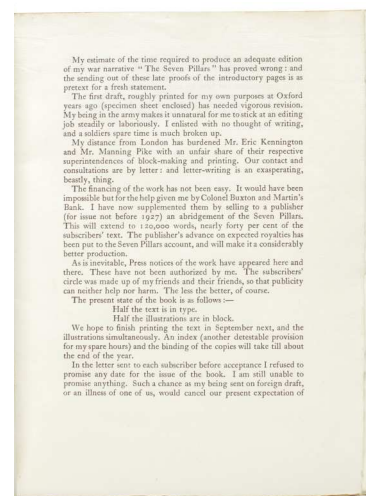 My estimate of the time required to produce an adequate edition
of my war narrative "The Seven Pillars" has proved wrong : and
the sending out of these late proofs of the introductory pages is as
pretext for a fresh statement.
The first draft, roughly printed for my own purposes at Oxford
years ago (specimen sheet enclosed) has needed vigorous revision.
My being in the army makes it unnatural for me to stick at an editing
job steadily or laboriously. I enlisted with no thought of writing,
and a soldiers spare time is much broken up.
My distance from London has burdened Mr. Eric Kennington
and Mr. Manning Pike with an unfair share of their respective
superintendences of block-making and printing. Our contact and
consultations are by letter : and letter-writing is an exasperating,
beastly, thing.
The financing of the work has not been easy. It would have been
impossible but for the help given me by Colonel Buxton and Martin's
Bank. I have now supplemented them by selling to a publisher
(for issue not before 1927) an abridgement of the Seven Pillars.
This will extend to 120,000 words, nearly forty per cent of the
subscribers' text. The publisher's advance on expected royalties has
been put to the Seven Pillars account, and will make it a considerably
better production.
As is inevitable, Press notices of the work have appeared here and
there. These have not been authorized by me. The subscribers'
circle was made up of my friends and their friends, so that publicity
can neither help nor harm. The less the better, of course.
The present state of the book is as follows :—
Half the text is in type.
Half the illustrations are in block.
We hope to finish printing the text in September next, and the
illustrations simultaneously. An index (another detestable provision
for my spare hours) and the binding of the copies will take till about
the end of the year.
In the letter sent to each subscriber before acceptance I refused to
promise any date for the issue of the book. I am still unable to
promise anything. Such a chance as my being sent on foreign draft,
or an illness of one of us, would cancel our present expectation of